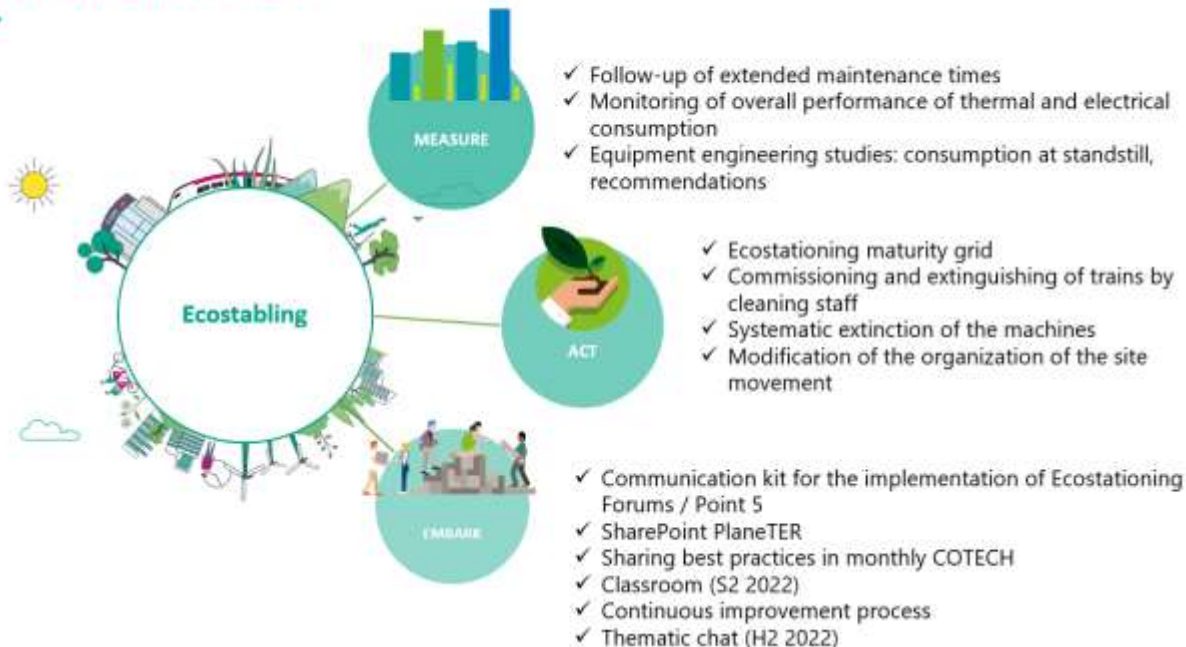 MEASURE
✓ Follow-up of extended maintenance times
✓ Monitoring of overall performance of thermal and electrical
consumption
✓ Equipment engineering studies: consumption at standstill,
recommendations
Ecostabling
ACT
✓ Ecostationing maturity grid
✓ Commissioning and extinguishing of trains by
cleaning staff
✓ Systematic extinction of the machines
✓ Modification of the organization of the site
movement
EMBARK
✓ Communication kit for the implementation of Ecostationing
Forums / Point 5
✓ SharePoint PlaneTER
✓ Sharing best practices in monthly COTECH
✓ Classroom (S2 2022)
✓ Continuous improvement process
✓ Thematic chat (H2 2022)